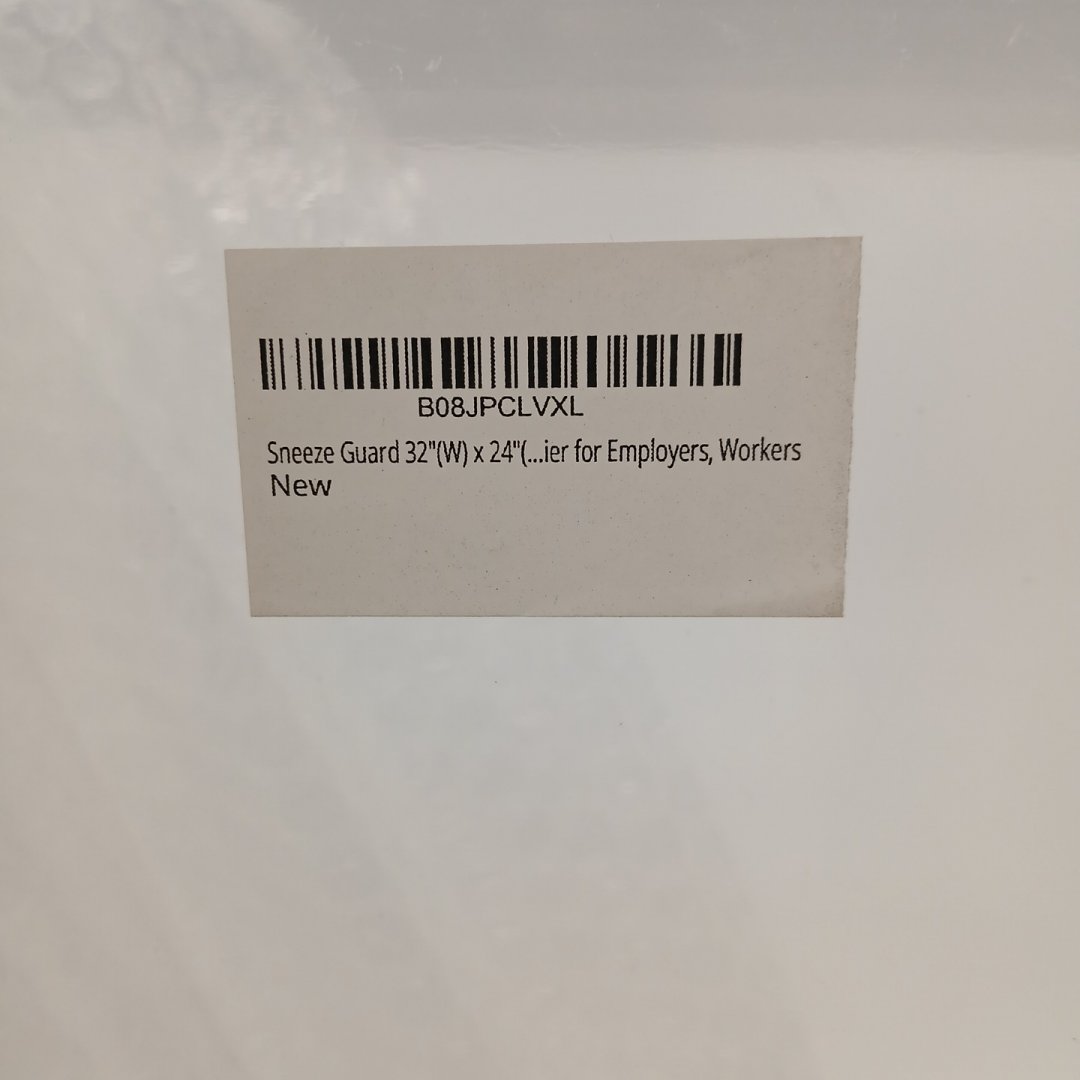 B08JPCLVXL
Sneeze Guard 32"(W) x 24"(...ier for Employers, Workers
New